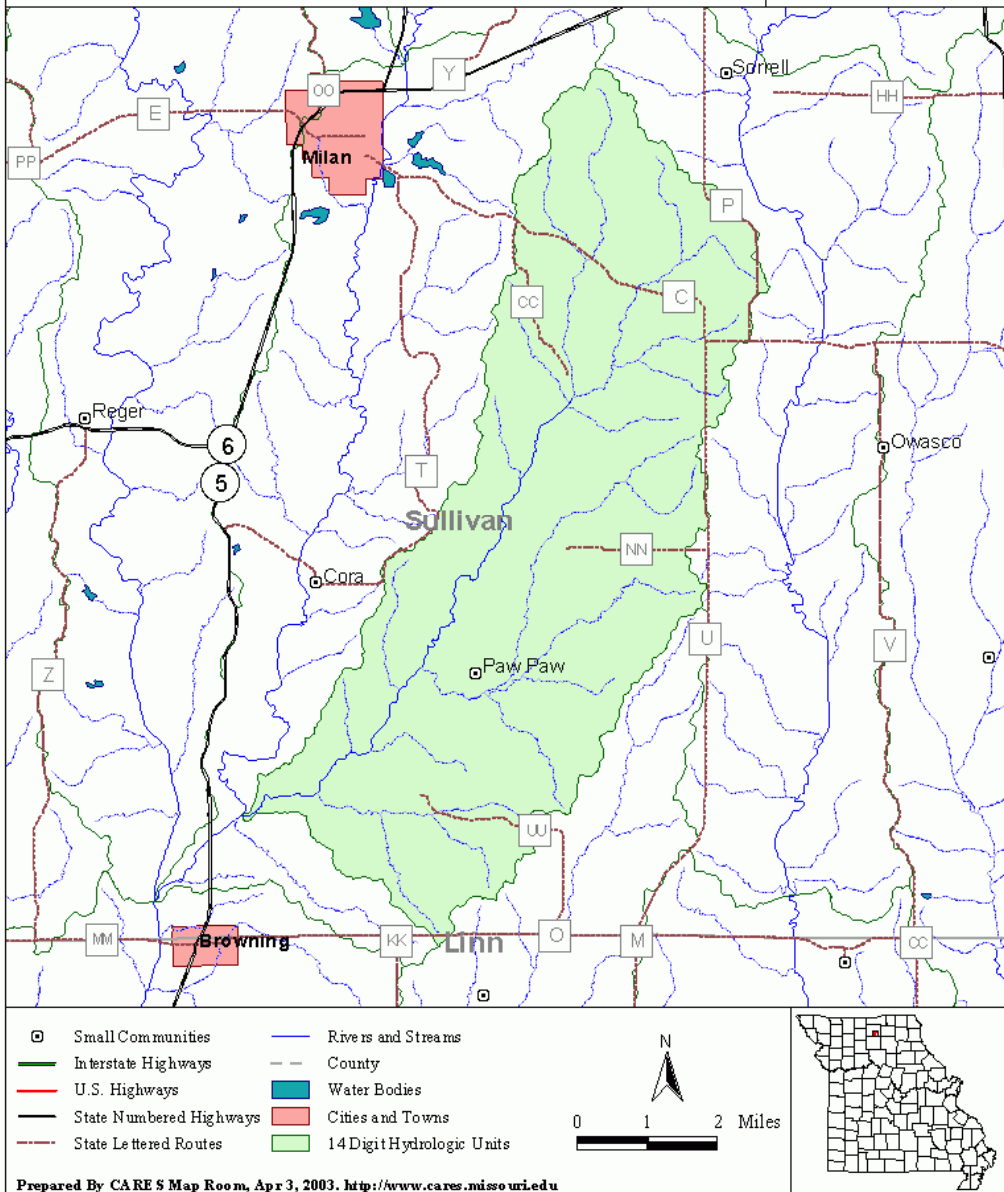 Sorrell
Y
OO
E
HH
PP
Milan
P
CC
C
Reger
6
Owasco
T
5
Sullivan
NN
Cora
U
V
Paw Paw
Z
UU
MM
Browning
KK
Linn
O
M
CC
Small Communities
Interstate Highways
U.S. Highways
State Numbered Highways
State Lettered Routes
Rivers and Streams
County
Water Bodies
Cities and Towns
14 Digit Hydrologic Units
N
0 1 2 Miles
Prepared By CARES Map Room, Apr 3, 2003. http://www.cares.missouri.edu